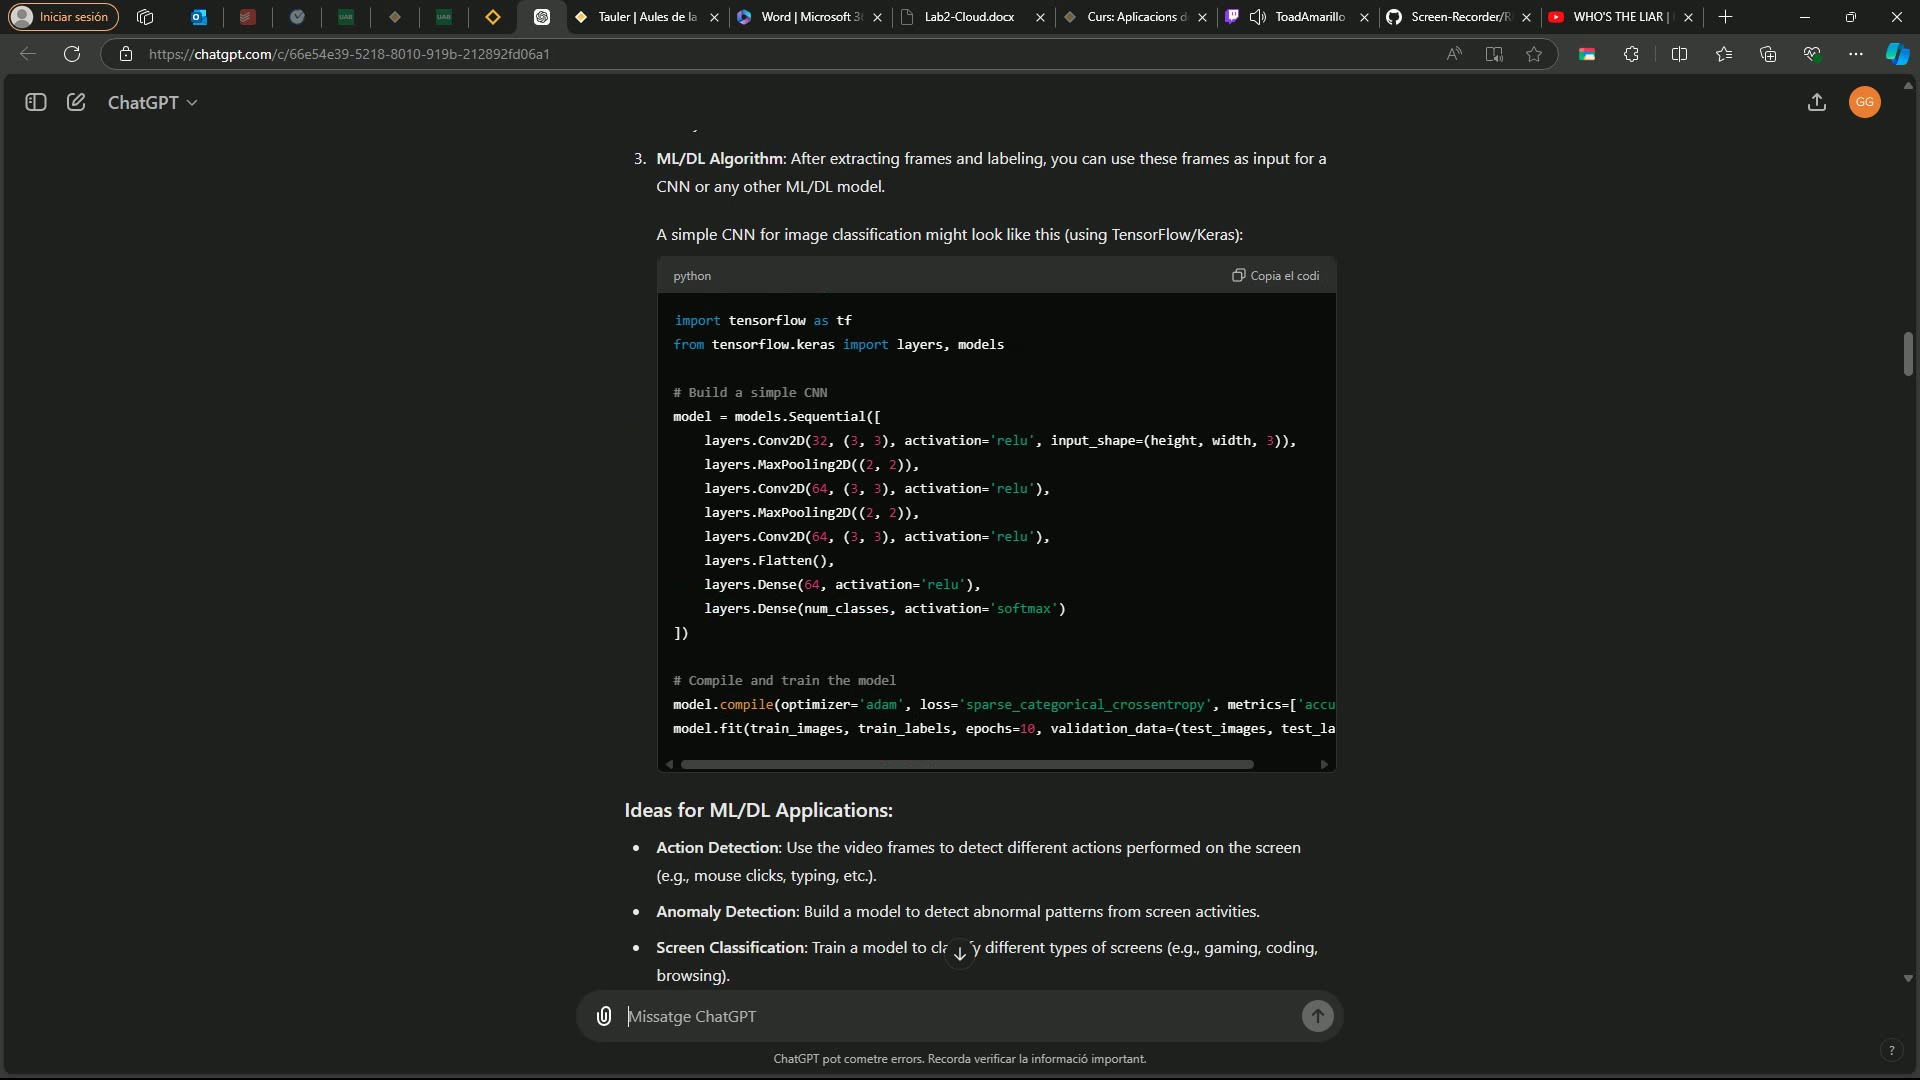 Iniciar sesión
UAB
UAB
Tauler | Aules de la
Word | Microsoft 3
Lab2-Cloud.docx
Curs: Aplicacions d
ToadAmarillo
Screen-Recorder/R
WHO'S THE LIAR |
https://chatgpt.com/c/66e54e39-5218-8010-919b-212892fd06a1
ChatGPT
GG
3. ML/DL Algorithm: After extracting frames and labeling, you can use these frames as input for a
CNN or any other ML/DL model.
A simple CNN for image classification might look like this (using TensorFlow/Keras):
python
Copia el codi
import tensorflow as tf
from tensorflow.keras import layers, models
# Build a simple CNN
model = models.Sequential([
    layers.Conv2D(32, (3, 3), activation='relu', input_shape=(height, width, 3)),
    layers.MaxPooling2D((2, 2)),
    layers.Conv2D(64, (3, 3), activation='relu'),
    layers.MaxPooling2D((2, 2)),
    layers.Conv2D(64, (3, 3), activation='relu'),
    layers.Flatten(),
    layers.Dense(64, activation='relu'),
    layers.Dense(num_classes, activation='softmax')
])
# Compile and train the model
model.compile(optimizer='adam', loss='sparse_categorical_crossentropy', metrics=['accu
model.fit(train_images, train_labels, epochs=10, validation_data=(test_images, test_la
Ideas for ML/DL Applications:
• Action Detection: Use the video frames to detect different actions performed on the screen
(e.g., mouse clicks, typing, etc.).
• Anomaly Detection: Build a model to detect abnormal patterns from screen activities.
• Screen Classification: Train a model to cla y different types of screens (e.g., gaming, coding,
browsing).
Missatge ChatGPT
ChatGPT pot cometre errors. Recorda verificar la informació important.
?